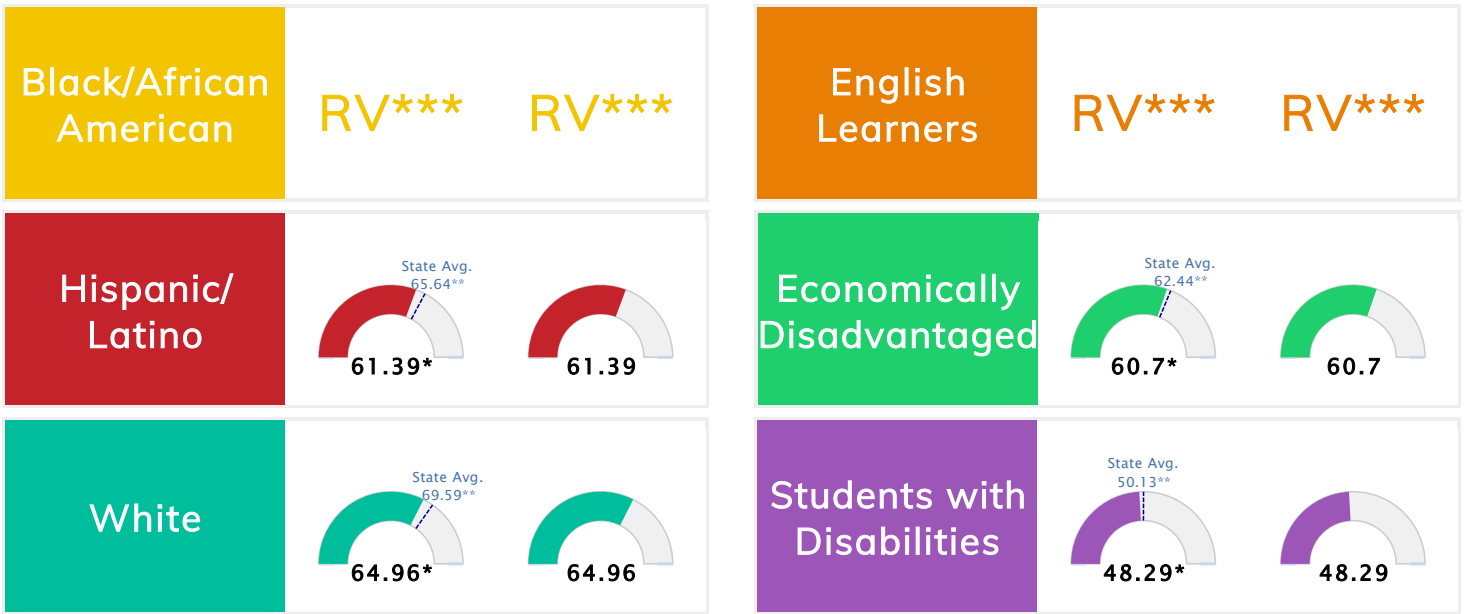 Black/African
American
RV*** RV***
English
Learners
RV*** RV***
Hispanic/
Latino
State Avg.
65.64**
61.39* 61.39
Economically
Disadvantaged
State Avg.
62.44**
60.7* 60.7
White
State Avg.
69.59**
64.96* 64.96
Students with
Disabilities
State Avg.
50.13**
48.29* 48.29